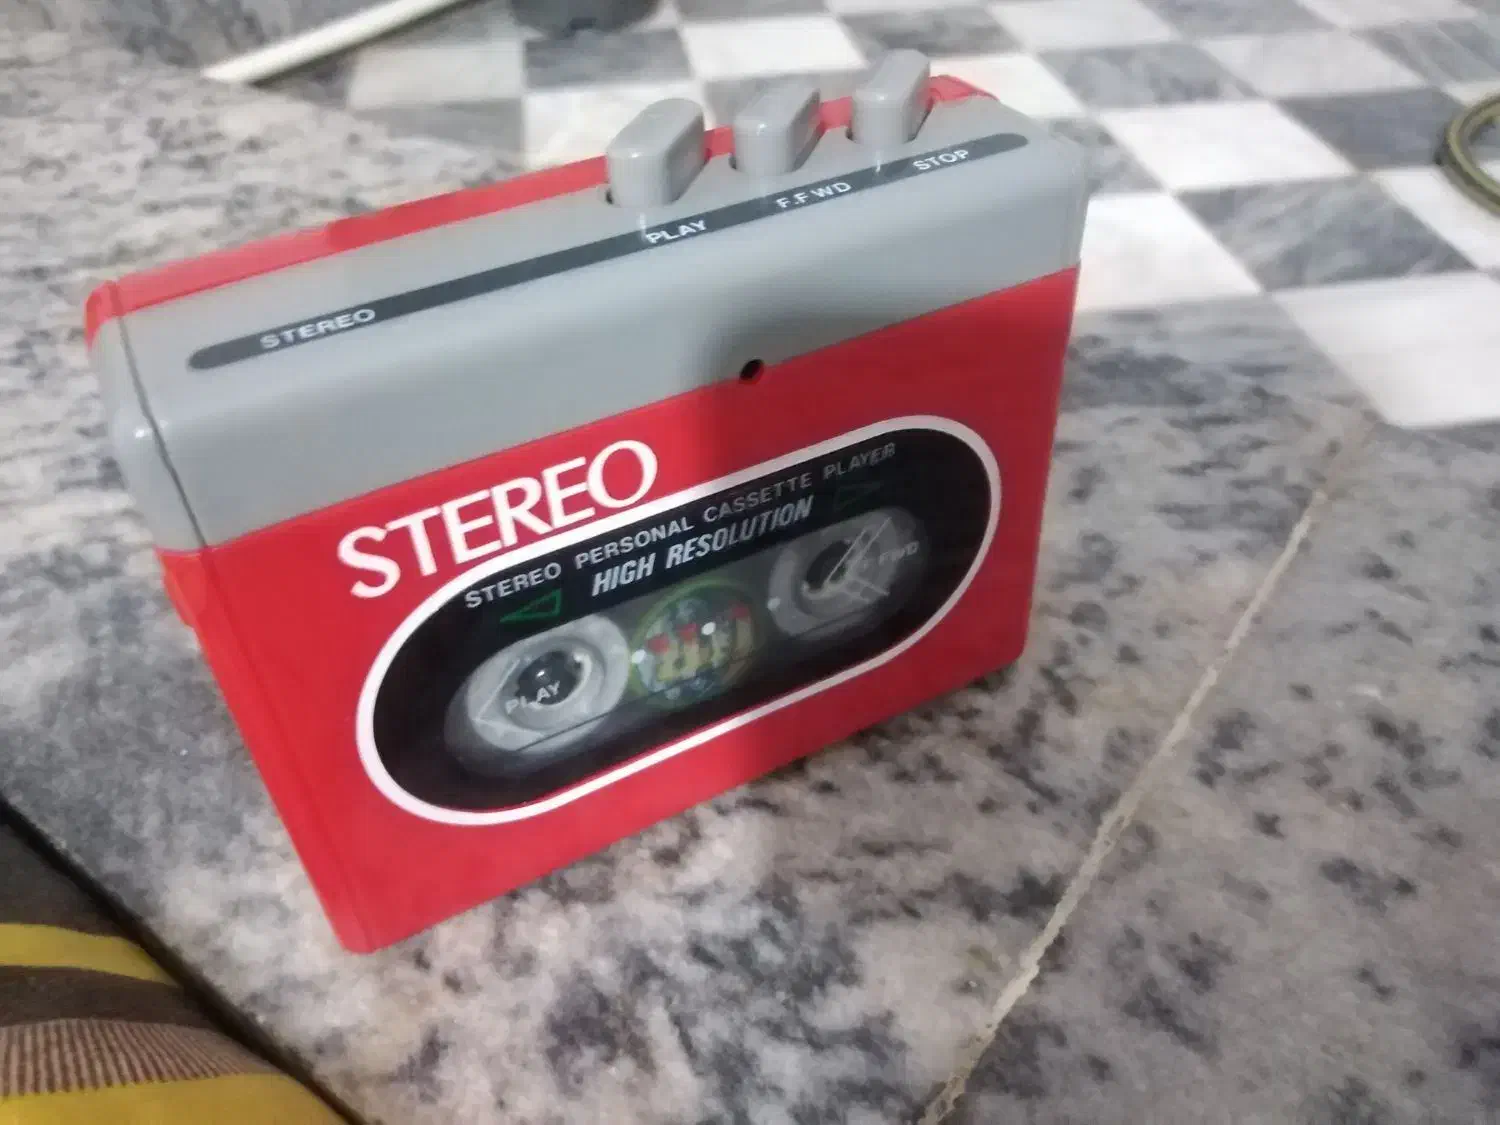 STEREO PLAY F.FWD STOP
STEREO
STEREO PERSONAL CASSETTE PLAYER
HIGH RESOLUTION
PLAY
F.FWD